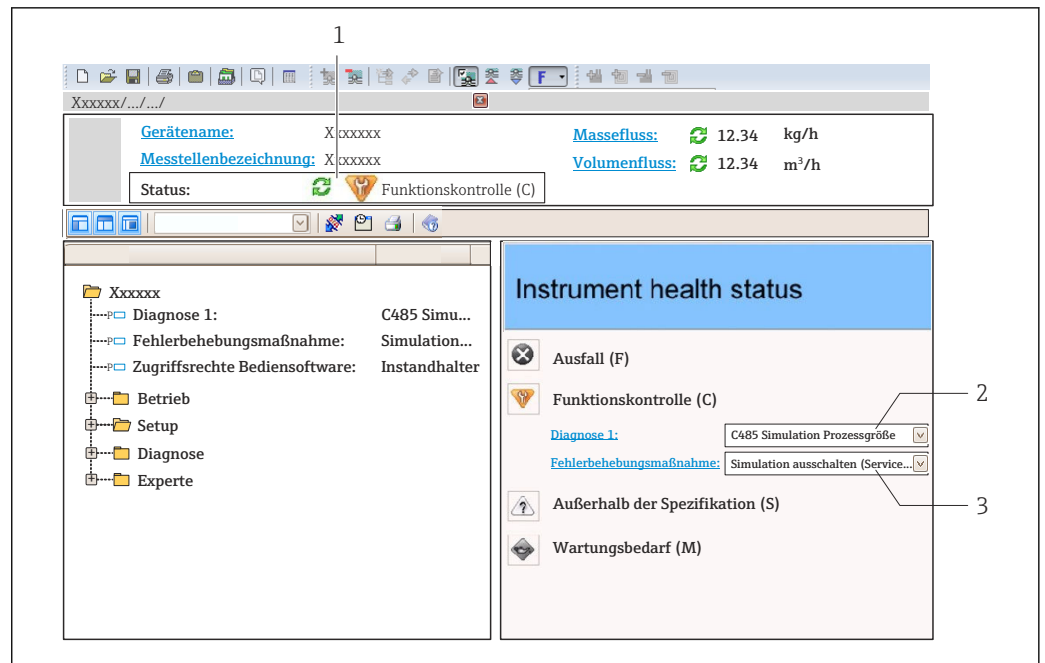 1
F
Xxxxxx/.../.../
Gerätename: Xxxxxxx
Messtellenbezeichnung: Xxxxxxx
Status: Funktionskontrolle (C)
Massefluss: 12.34 kg/h
Volumenfluss: 12.34 m³/h
Xxxxxx
P Diagnose 1: C485 Simu...
P Fehlerbehebungsmaßnahme: Simulation...
P Zugriffsrechte Bediensoftware: Instandhalter
Betrieb
Setup
Diagnose
Experte
Instrument health status
Ausfall (F)
Funktionskontrolle (C)
Diagnose 1: C485 Simulation Prozessgröße
2
Fehlerbehebungsmaßnahme: Simulation ausschalten (Service...
3
Außerhalb der Spezifikation (S)
Wartungsbedarf (M)